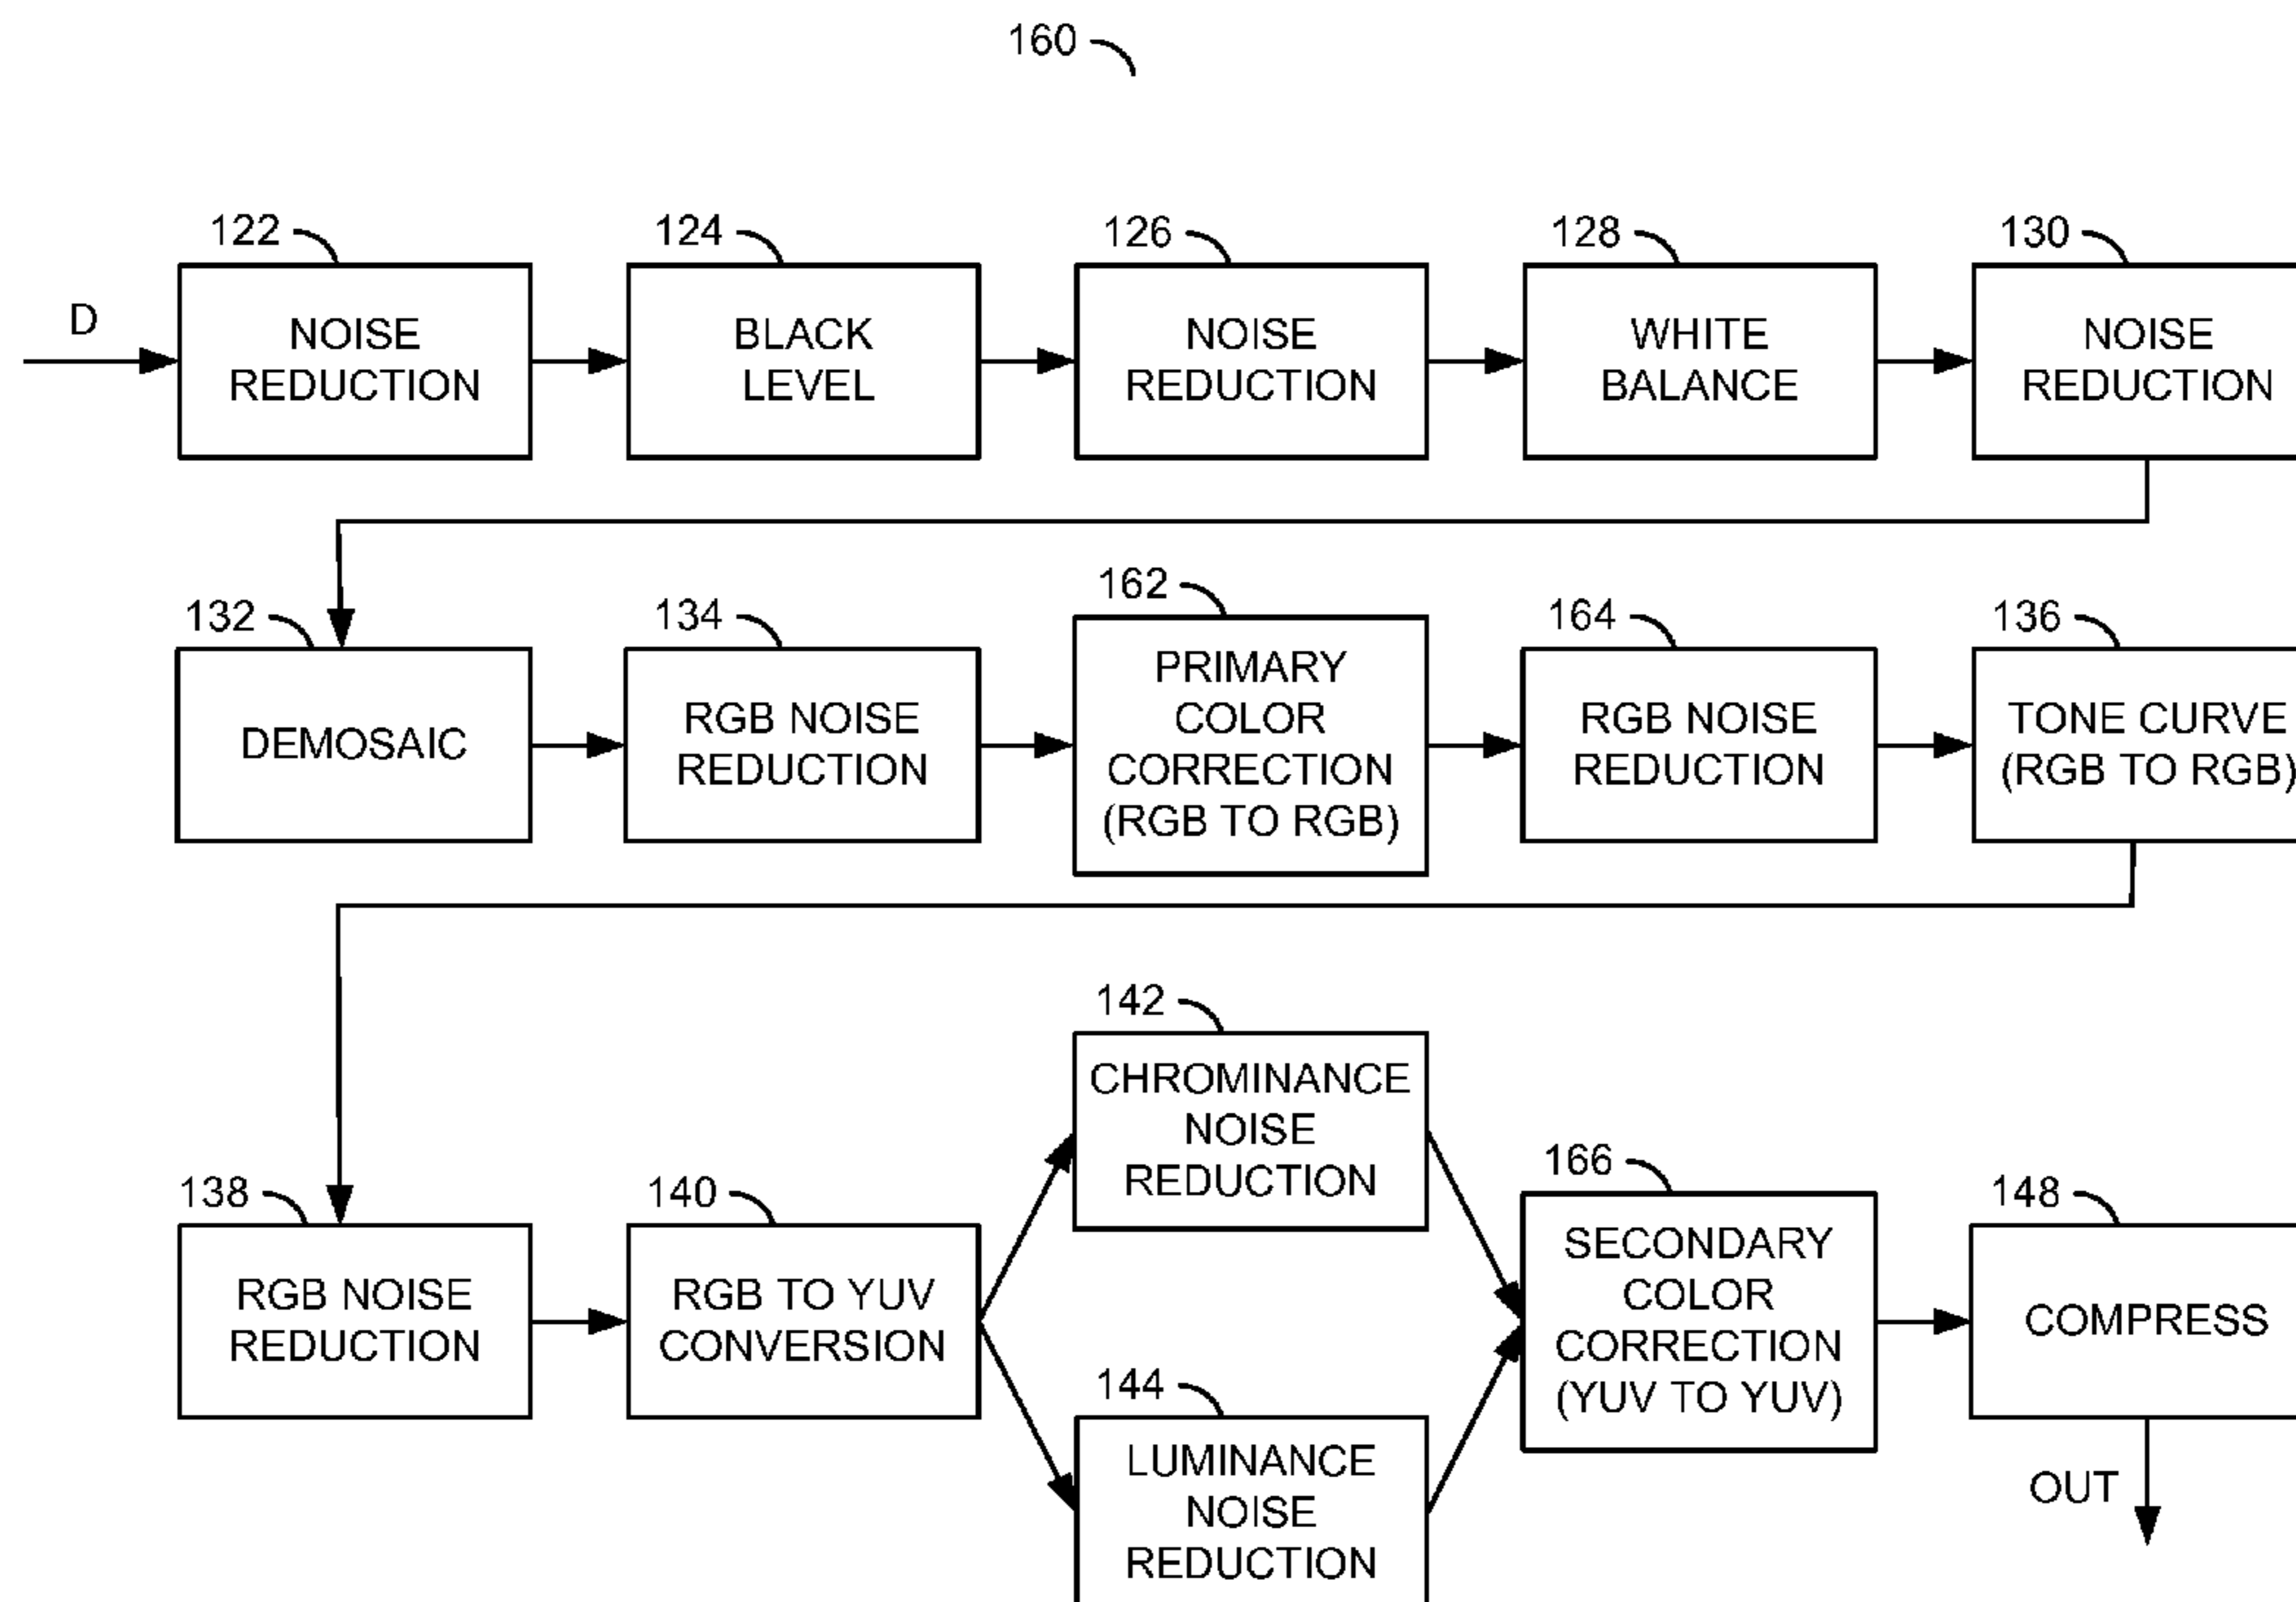 160
122
124
126
128
130
D
NOISE
REDUCTION
BLACK
LEVEL
NOISE
REDUCTION
WHITE
BALANCE
NOISE
REDUCTION
132
134
162
164
136
DEMOSAIC
RGB NOISE
REDUCTION
PRIMARY
COLOR
CORRECTION
(RGB TO RGB)
RGB NOISE
REDUCTION
TONE CURVE
(RGB TO RGB)
138
140
142
144
166
148
RGB NOISE
REDUCTION
RGB TO YUV
CONVERSION
CHROMINANCE
NOISE
REDUCTION
LUMINANCE
NOISE
REDUCTION
SECONDARY
COLOR
CORRECTION
(YUV TO YUV)
COMPRESS
OUT